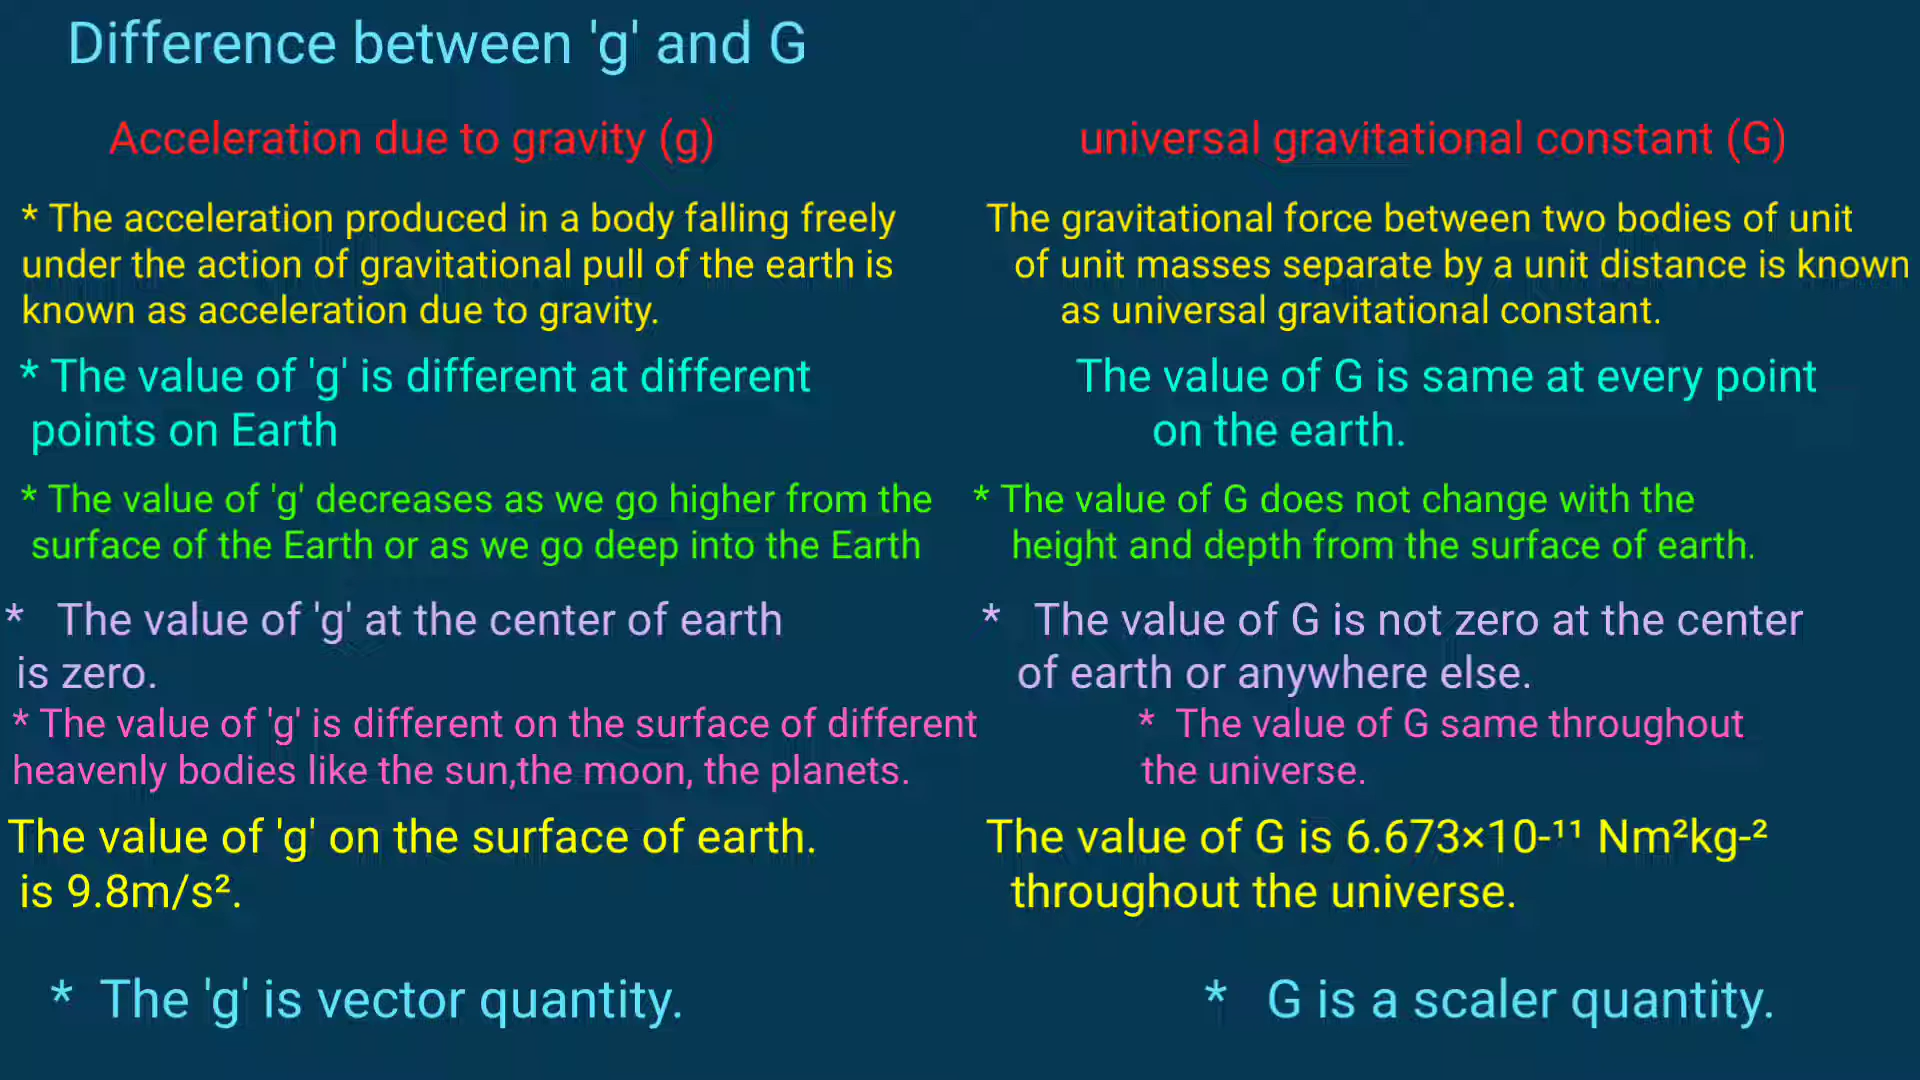 Difference between 'g' and G
Acceleration due to gravity (g)
universal gravitational constant (G)
* The acceleration produced in a body falling freely
under the action of gravitational pull of the earth is
known as acceleration due to gravity.
The gravitational force between two bodies of unit
of unit masses separate by a unit distance is known
as universal gravitational constant.
* The value of 'g' is different at different
points on Earth
The value of G is same at every point
on the earth.
* The value of 'g' decreases as we go higher from the
surface of the Earth or as we go deep into the Earth
* The value of G does not change with the
height and depth from the surface of earth.
* The value of 'g' at the center of earth
is zero.
* The value of G is not zero at the center
of earth or anywhere else.
* The value of 'g' is different on the surface of different
heavenly bodies like the sun,the moon, the planets.
* The value of G same throughout
the universe.
The value of 'g' on the surface of earth.
is 9.8m/s².
The value of G is 6.673×10-¹¹ Nm²kg-²
throughout the universe.
* The 'g' is vector quantity.
* G is a scaler quantity.